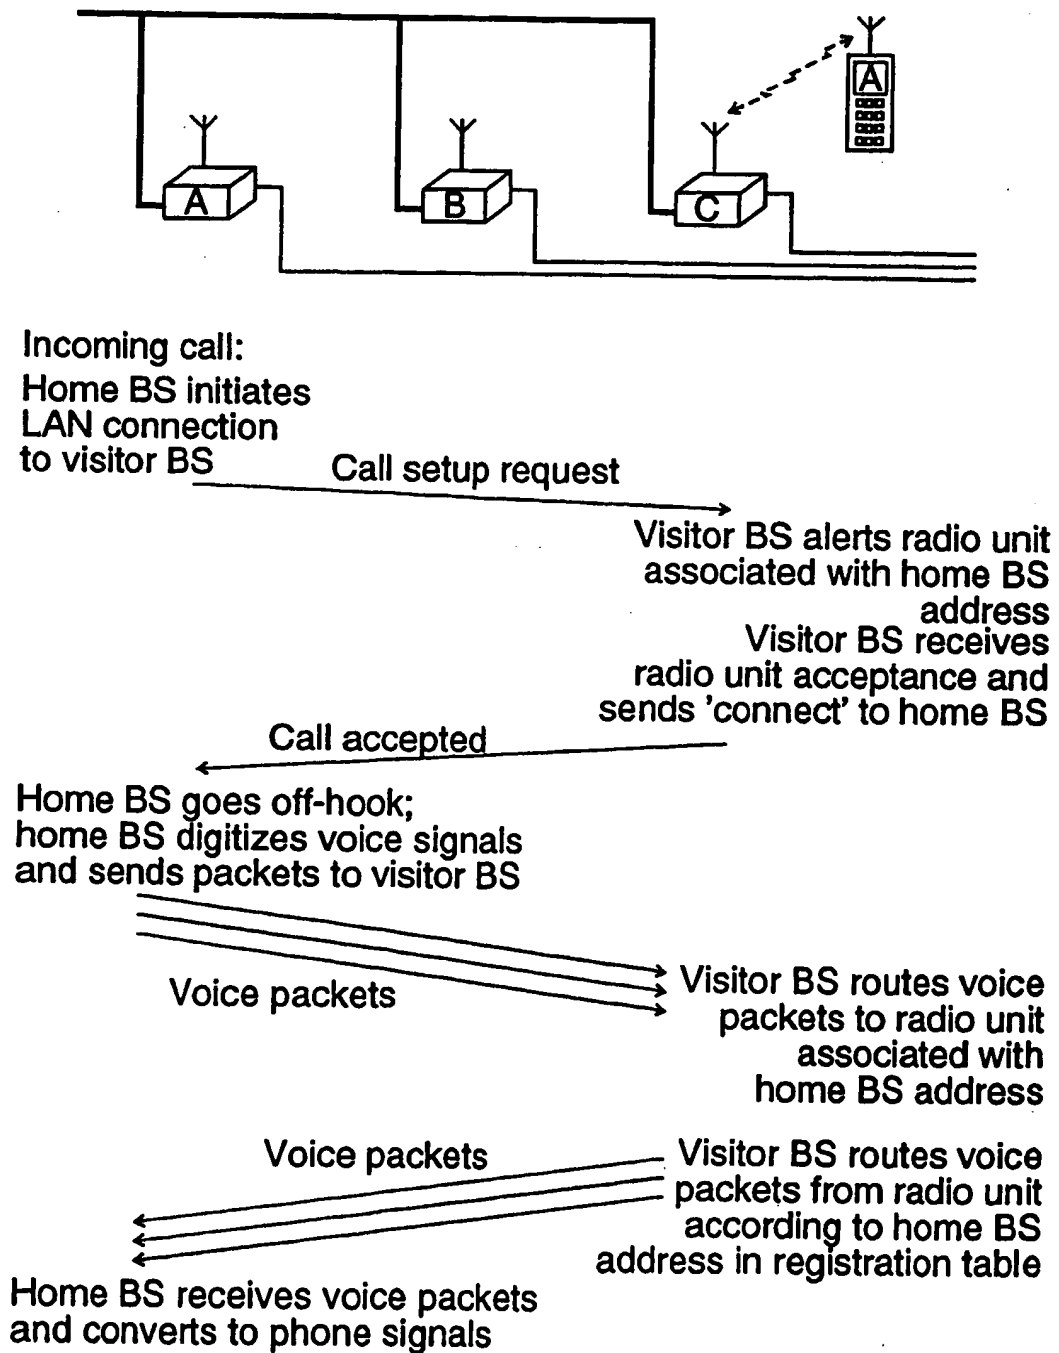 A
A
B
C
Incoming call:
Home BS initiates
LAN connection
to visitor BS
Call setup request
Visitor BS alerts radio unit
associated with home BS
address
Visitor BS receives
radio unit acceptance and
sends 'connect' to home BS
Call accepted
Home BS goes off-hook;
home BS digitizes voice signals
and sends packets to visitor BS
Voice packets
Visitor BS routes voice
packets to radio unit
associated with
home BS address
Voice packets
Visitor BS routes voice
packets from radio unit
according to home BS
address in registration table
Home BS receives voice packets
and converts to phone signals